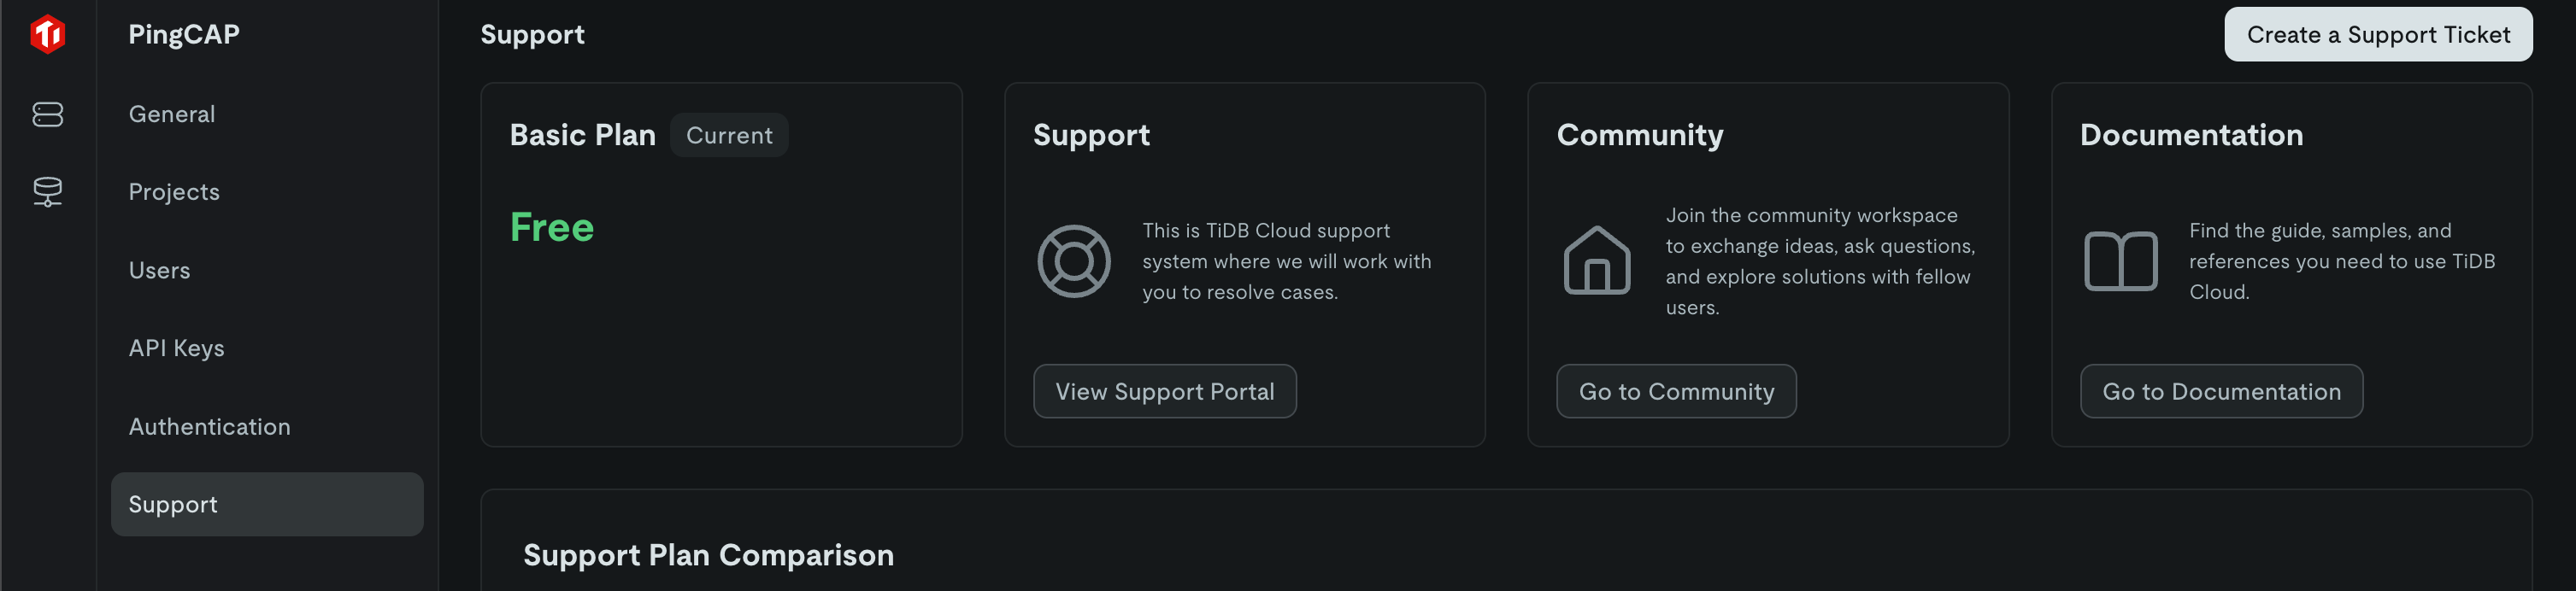 PingCAP
General
Projects
Users
API Keys
Authentication
Support
Support
Create a Support Ticket
Basic Plan
Current
Free
Support
This is TiDB Cloud support
system where we will work with
you to resolve cases.
View Support Portal
Community
Join the community workspace
to exchange ideas, ask questions,
and explore solutions with fellow
users.
Go to Community
Documentation
Find the guide, samples, and
references you need to use TiDB
Cloud.
Go to Documentation
Support Plan Comparison